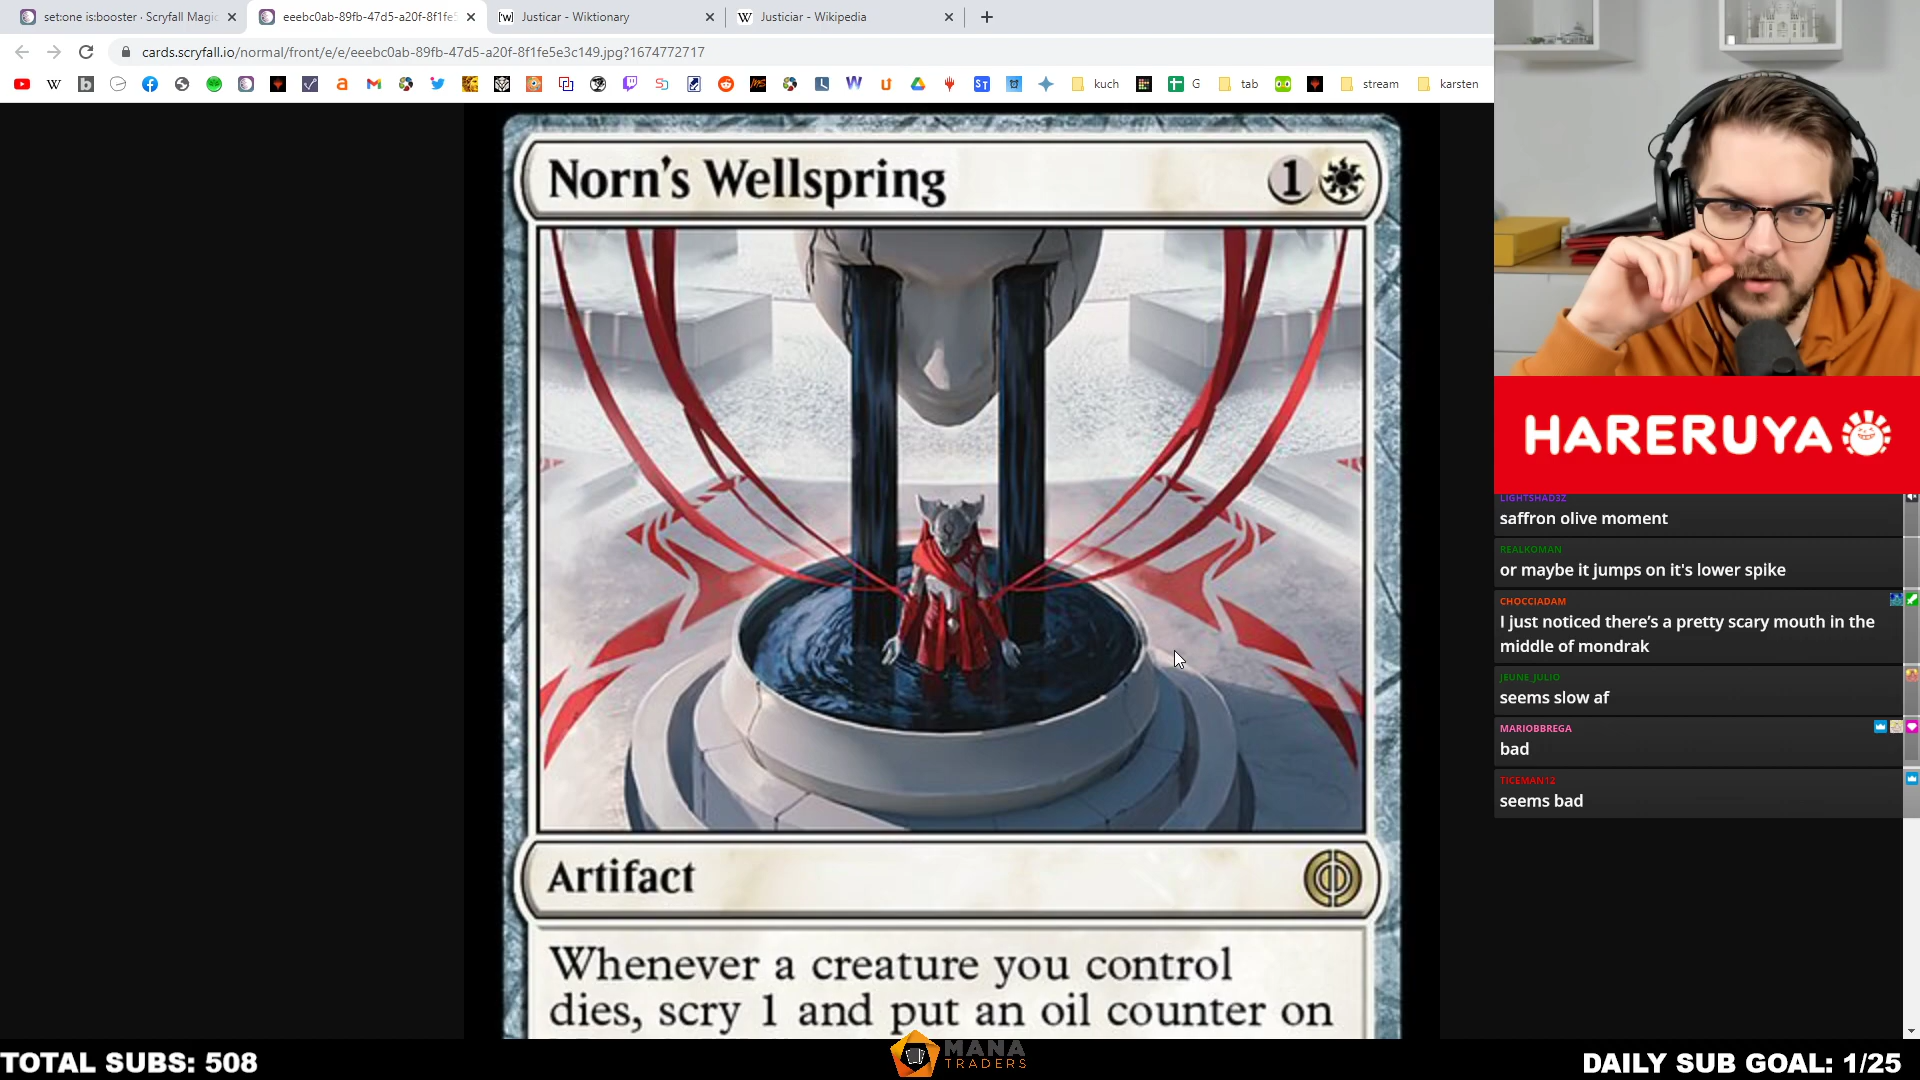 set:one is:booster · Scryfall Magic
eeebc0ab-89fb-47d5-a20f-8f1fe5
Justicar - Wiktionary
Justiciar - Wikipedia
cards.scryfall.io/normal/front/e/e/eeebc0ab-89fb-47d5-a20f-8f1fe5e3c149.jpg?1674772717
kuch
G
tab
stream
karsten
Norn's Wellspring
1
Artifact
Whenever a creature you control
dies, scry 1 and put an oil counter on
HARERUYA
LIGHTSHAD3Z
saffron olive moment
REALKOMAN
or maybe it jumps on it's lower spike
CHOCCIADAM
I just noticed there's a pretty scary mouth in the
middle of mondrak
JEUNE_JULIO
seems slow af
MARIOBBREGA
bad
TICEMAN12
seems bad
TOTAL SUBS: 508
MANA
TRADERS
DAILY SUB GOAL: 1/25